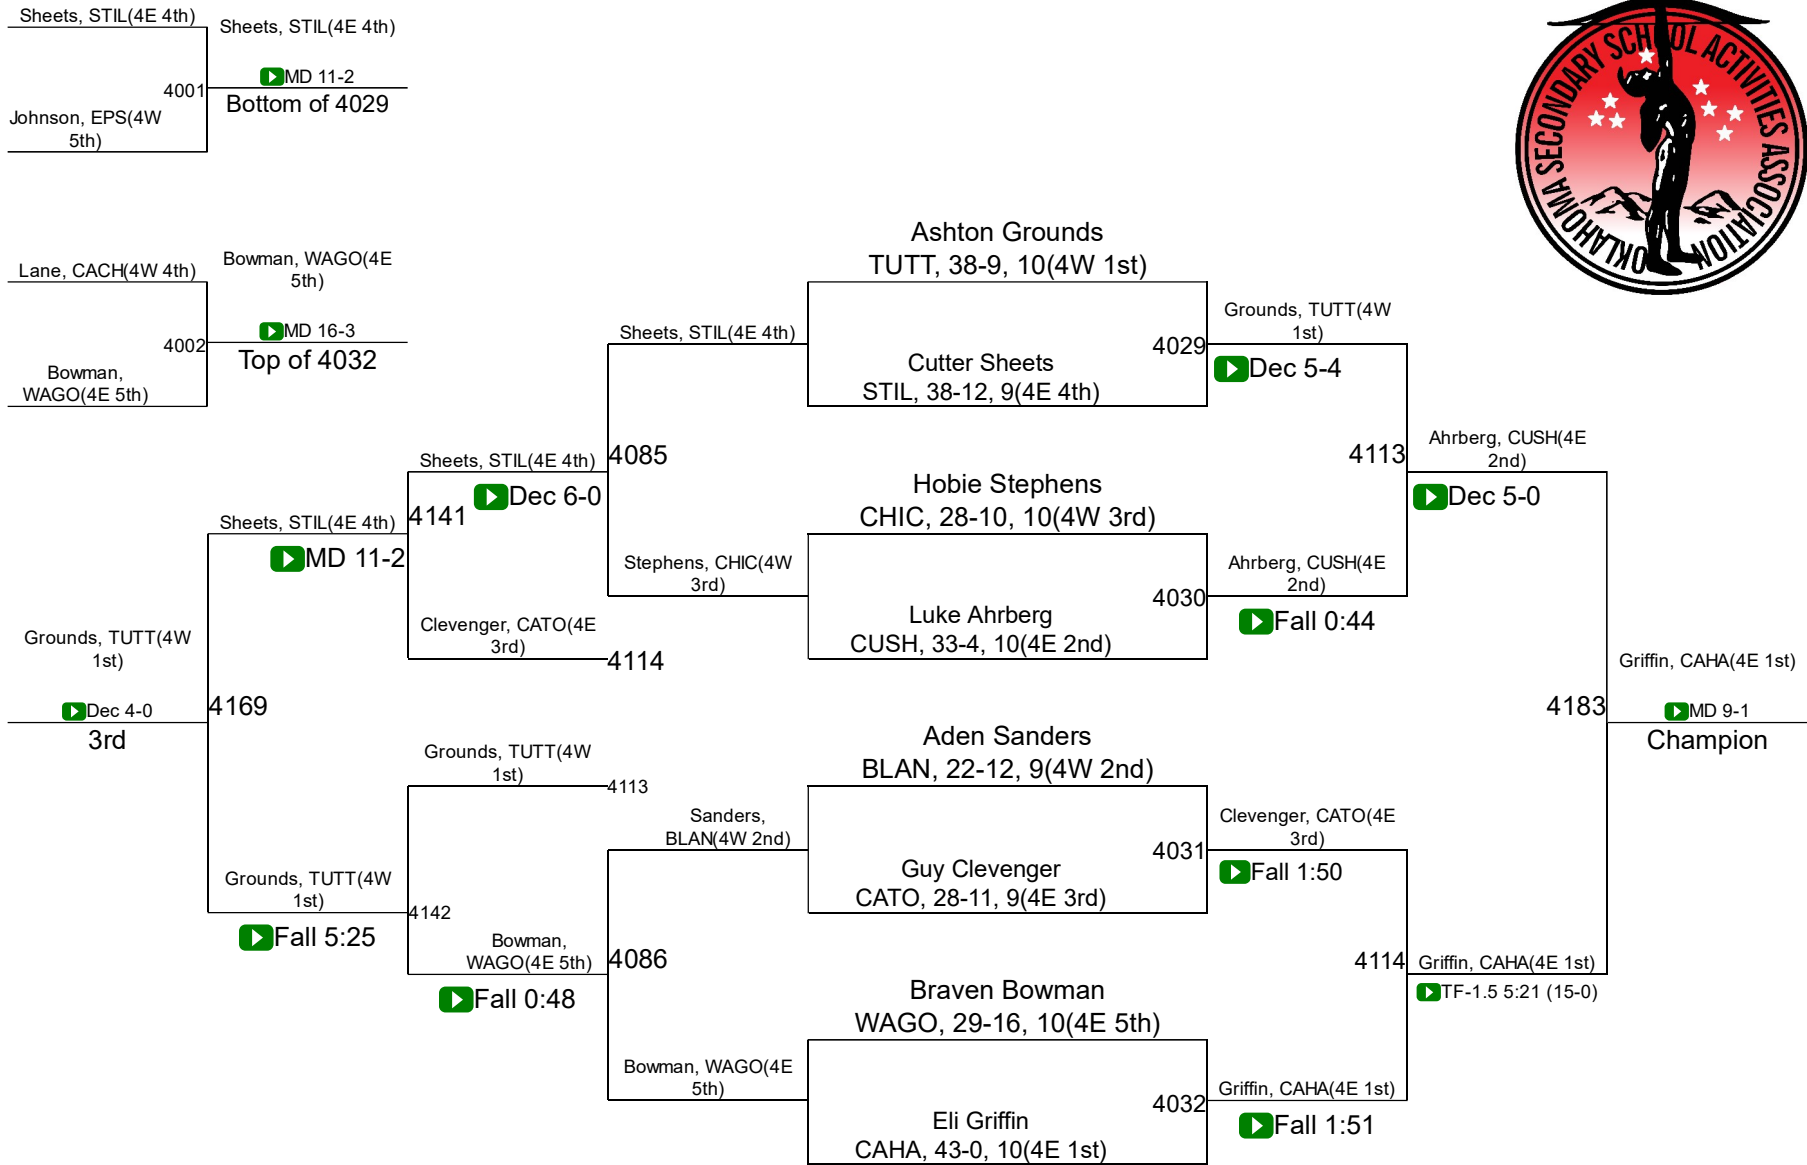 Sheets, STIL(4E 4th)
Sheets, STIL(4E 4th)
4001
MD 11-2
Bottom of 4029
Johnson, EPS(4W
5th)
OKLAHOMA SECONDARY SCHOOL ACTIVITIES ASSOCIATION
Lane, CACH(4W 4th)
Bowman, WAGO(4E
5th)
4002
MD 16-3
Top of 4032
Bowman,
WAGO(4E 5th)
Ashton Grounds
TUTT, 38-9, 10(4W 1st)
Sheets, STIL(4E 4th)
4029
Cutter Sheets
STIL, 38-12, 9(4E 4th)
Grounds, TUTT(4W
1st)
Dec 5-4
Sheets, STIL(4E 4th)
4085
Dec 6-0
4113
Ahrberg, CUSH(4E
2nd)
Dec 5-0
Hobie Stephens
CHIC, 28-10, 10(4W 3rd)
Sheets, STIL(4E 4th)
4141
MD 11-2
Stephens, CHIC(4W
3rd)
4030
Luke Ahrberg
CUSH, 33-4, 10(4E 2nd)
Ahrberg, CUSH(4E
2nd)
Fall 0:44
Clevenger, CATO(4E
3rd)
4114
Grounds, TUTT(4W
1st)
Dec 4-0
3rd
4169
Griffin, CAHA(4E 1st)
4183
MD 9-1
Champion
Grounds, TUTT(4W
1st)
4113
Aden Sanders
BLAN, 22-12, 9(4W 2nd)
Sanders,
BLAN(4W 2nd)
4031
Guy Clevenger
CATO, 28-11, 9(4E 3rd)
Clevenger, CATO(4E
3rd)
Fall 1:50
Grounds, TUTT(4W
1st)
4142
Fall 5:25
Bowman,
WAGO(4E 5th)
4086
Fall 0:48
4114
Griffin, CAHA(4E 1st)
TF-1.5 5:21 (15-0)
Braven Bowman
WAGO, 29-16, 10(4E 5th)
Bowman, WAGO(4E
5th)
4032
Eli Griffin
CAHA, 43-0, 10(4E 1st)
Griffin, CAHA(4E 1st)
Fall 1:51